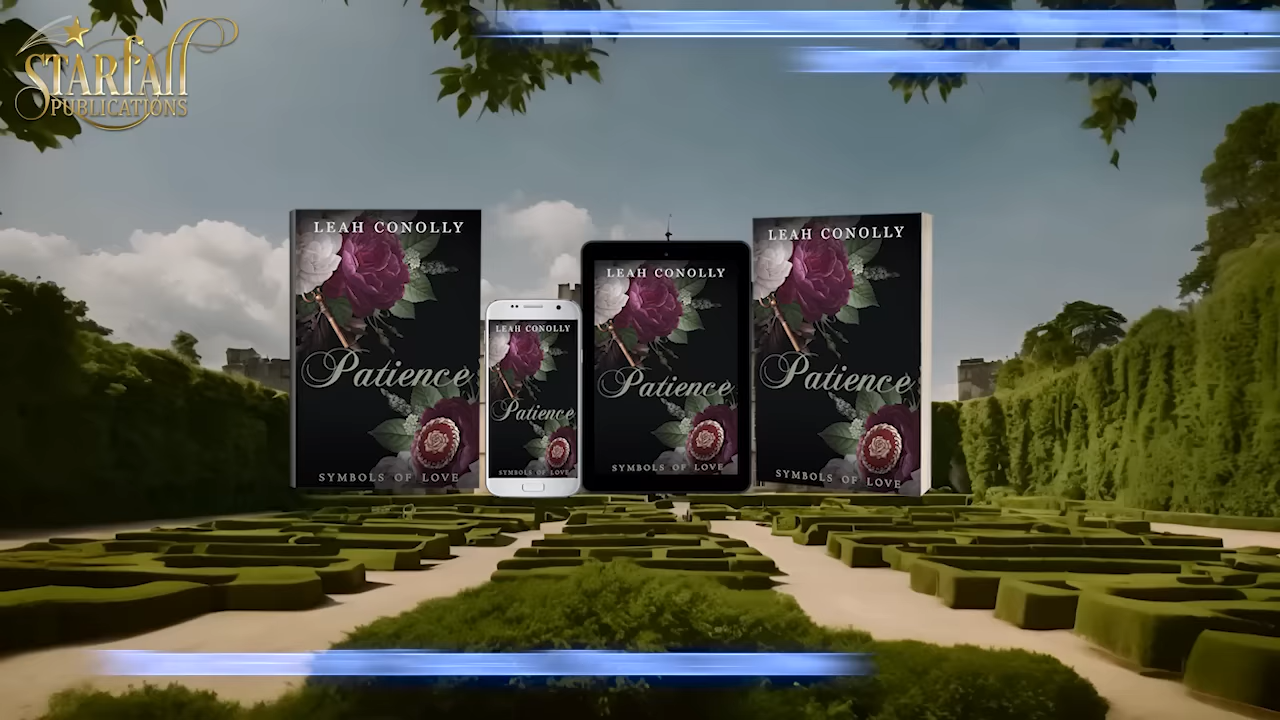 STARfAll
PUBLICATIONS
LEAH CONOLLY
Patience
SYMBOLS OF LOVE
LEAH CONOLLY
Patience
SYMBOLS OF LOVE
LEAH CONOLLY
Patience
SYMBOLS OF LOVE
LEAH CONOLLY
Patience
SYMBOLS OF LOVE